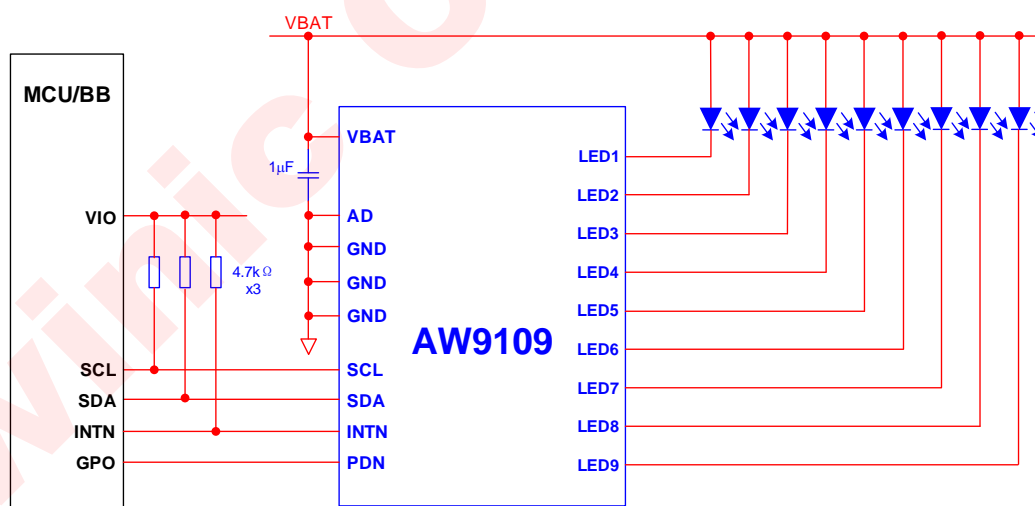 VBAT
MCU/BB
VBAT
LED1
1μF
LED2
VIO
AD
LED3
GND
4.7kΩ
x3
GND
LED4
GND
LED5
AW9109
LED6
SCL
SCL
LED7
SDA
SDA
LED8
INTN
INTN
GPO
PDN
LED9
winic